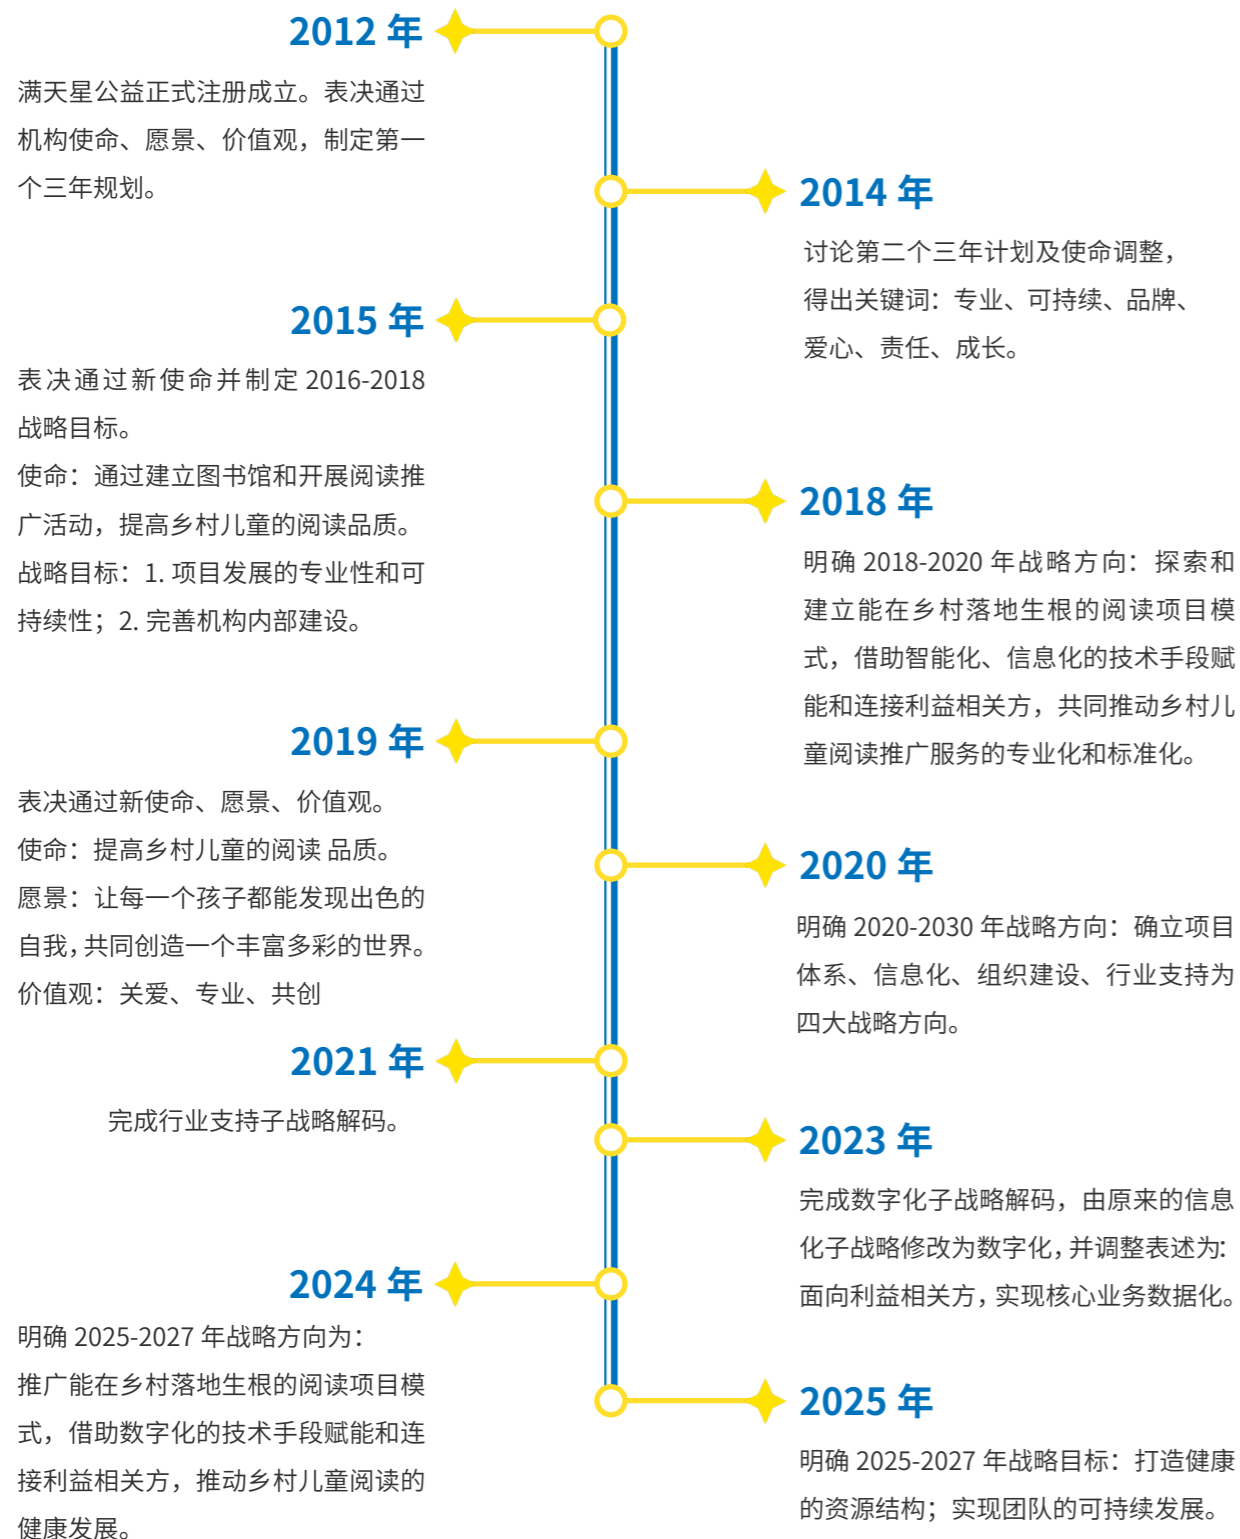 2012 年
满天星公益正式注册成立。表决通过
机构使命、愿景、价值观，制定第一
个三年规划。
2014 年
讨论第二个三年计划及使命调整，
得出关键词：专业、可持续、品牌、
爱心、责任、成长。
2015 年
表决通过新使命并制定 2016-2018
战略目标。
使命：通过建立图书馆和开展阅读推
广活动，提高乡村儿童的阅读品质。
战略目标：1. 项目发展的专业性和可
持续性；2. 完善机构内部建设。
2018 年
明确 2018-2020 年战略方向：探索和
建立能在乡村落地生根的阅读项目模
式，借助智能化、信息化的技术手段赋
能和连接利益相关方，共同推动乡村儿
童阅读推广服务的专业化和标准化。
2019 年
表决通过新使命、愿景、价值观。
使命：提高乡村儿童的阅读 品质。
愿景：让每一个孩子都能发现出色的
自我，共同创造一个丰富多彩的世界。
价值观：关爱、专业、共创
2020 年
明确 2020-2030 年战略方向：确立项目
体系、信息化、组织建设、行业支持为
四大战略方向。
2021 年
完成行业支持子战略解码。
2023 年
完成数字化子战略解码，由原来的信息
化子战略修改为数字化，并调整表述为：
面向利益相关方，实现核心业务数据化。
2024 年
明确 2025-2027 年战略方向为：
推广能在乡村落地生根的阅读项目模
式，借助数字化的技术手段赋能和连
接利益相关方，推动乡村儿童阅读的
健康发展。
2025 年
明确 2025-2027 年战略目标：打造健康
的资源结构；实现团队的可持续发展。